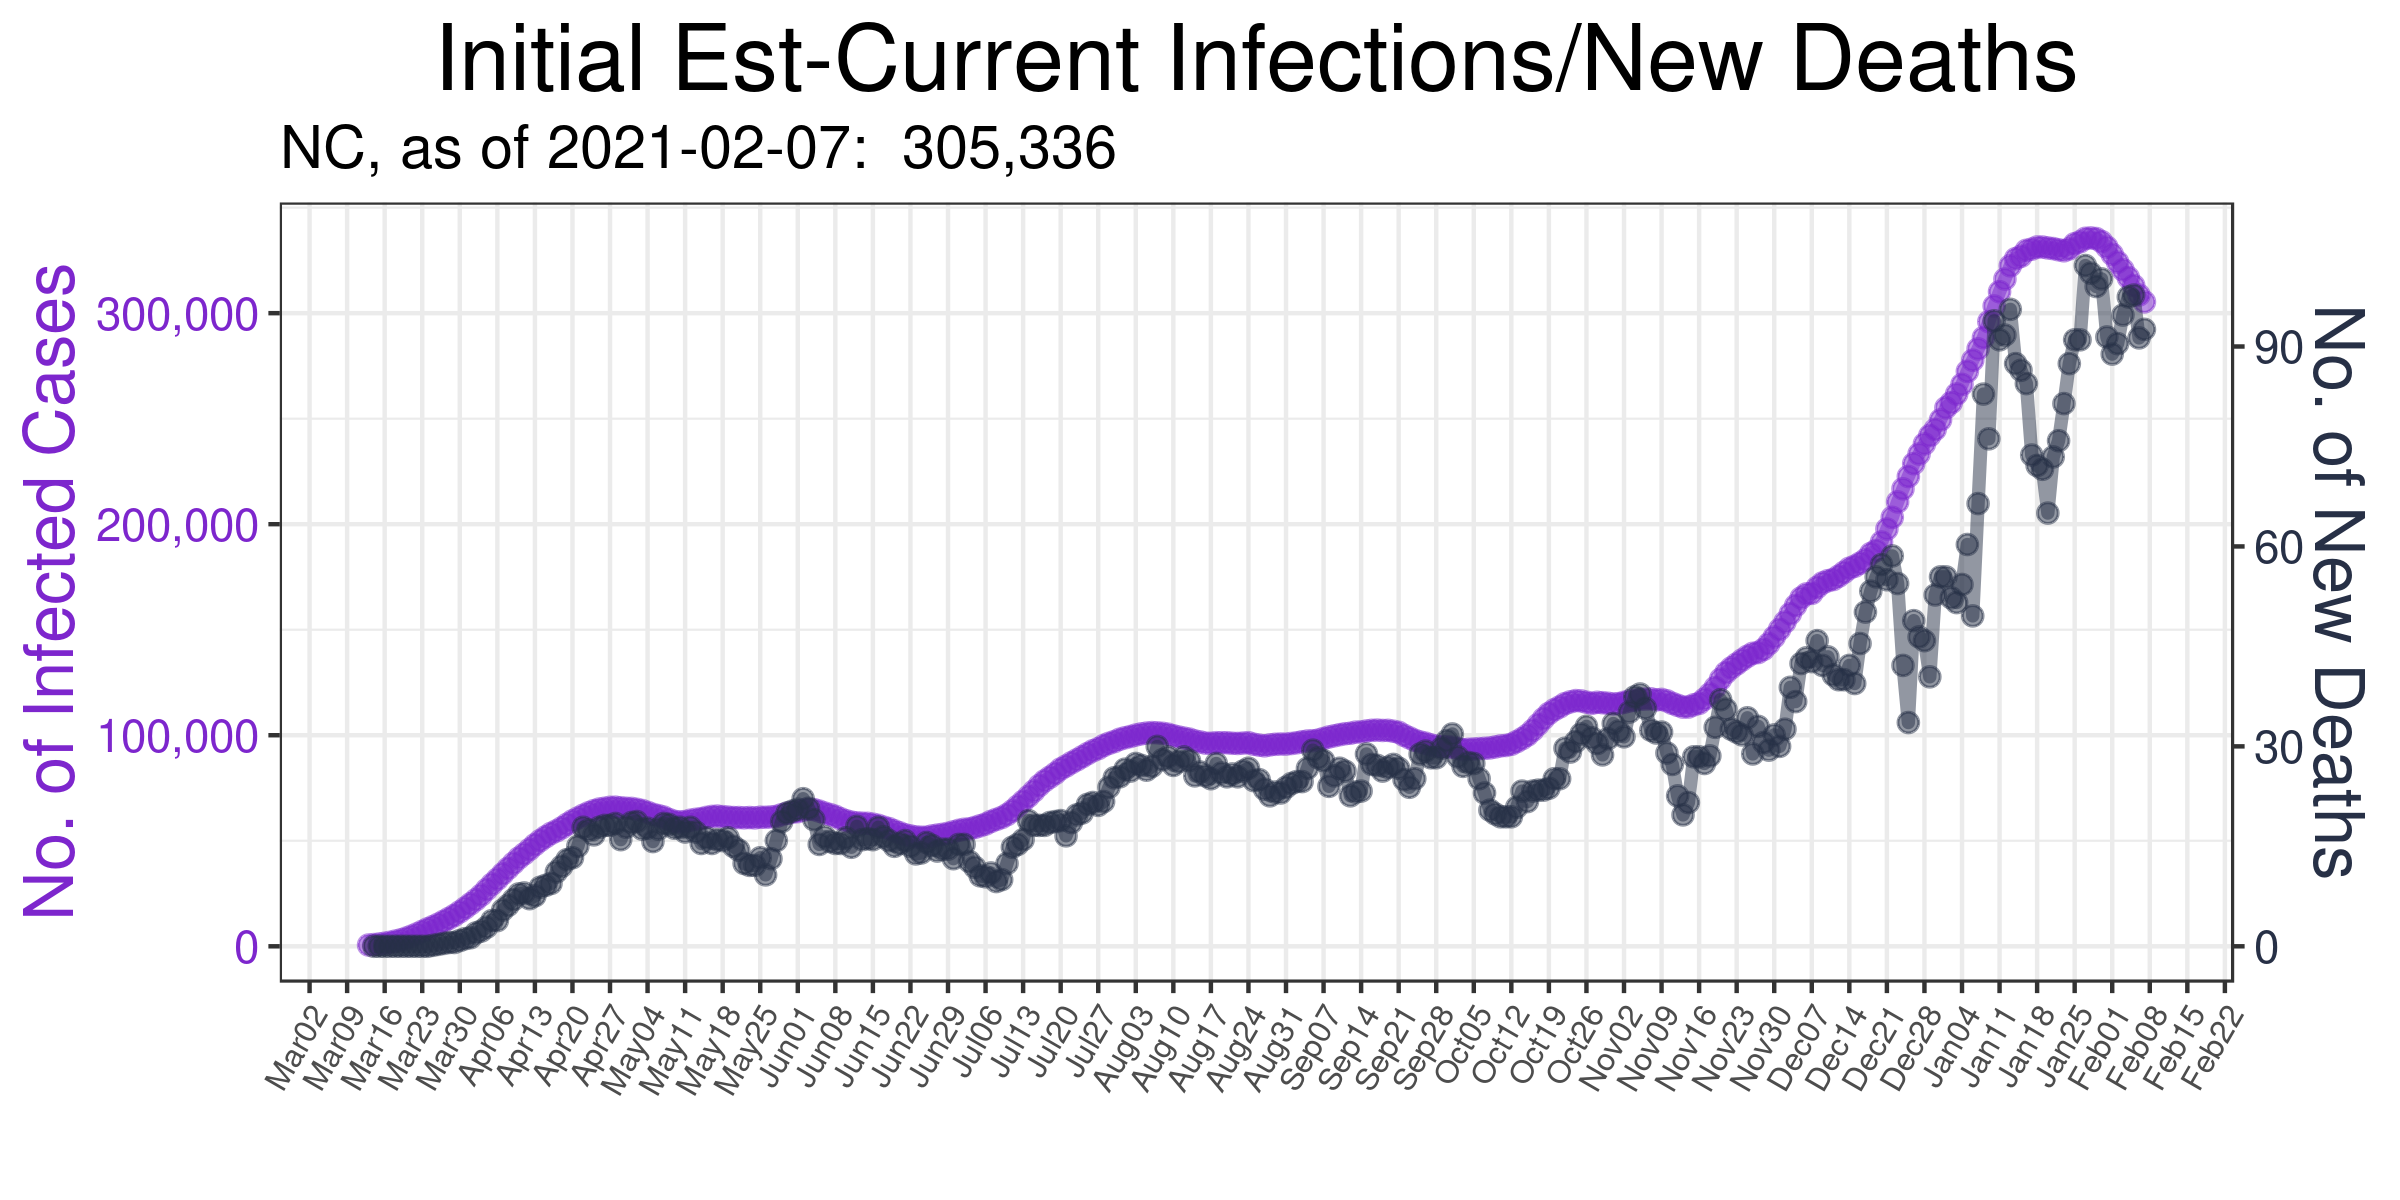 Initial Est-Current Infections/New Deaths
NC, as of 2021-02-07:  305,336
No. of Infected Cases
300,000
200,000
100,000
0
No. of New Deaths
90
60
30
0
Mar02
Mar09
Mar16
Mar23
Mar30
Apr06
Apr13
Apr20
Apr27
May04
May11
May18
May25
Jun01
Jun08
Jun15
Jun22
Jun29
Jul06
Jul13
Jul20
Jul27
Aug03
Aug10
Aug17
Aug24
Aug31
Sep07
Sep14
Sep21
Sep28
Oct05
Oct12
Oct19
Oct26
Nov02
Nov09
Nov16
Nov23
Nov30
Dec07
Dec14
Dec21
Dec28
Jan04
Jan11
Jan18
Jan25
Feb01
Feb08
Feb15
Feb22